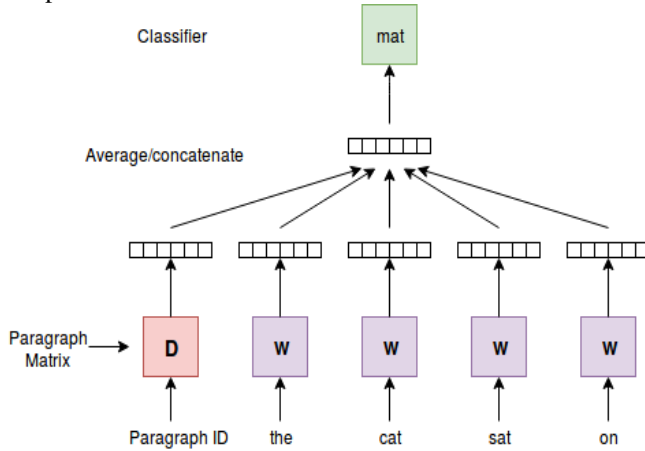 Classifier
mat
Average/concatenate
Paragraph
Matrix
D
W
W
W
W
Paragraph ID
the
cat
sat
on